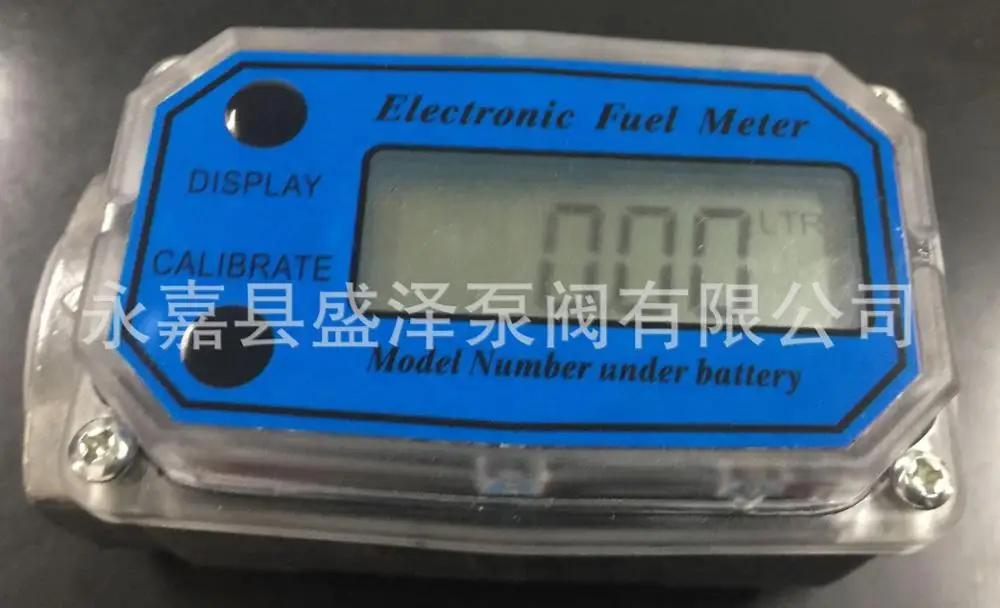 Electronic Fuel Meter
DISPLAY
000 LTR
CALIBRATE
永嘉县盛泽泵阀有限公司
Model Number under battery